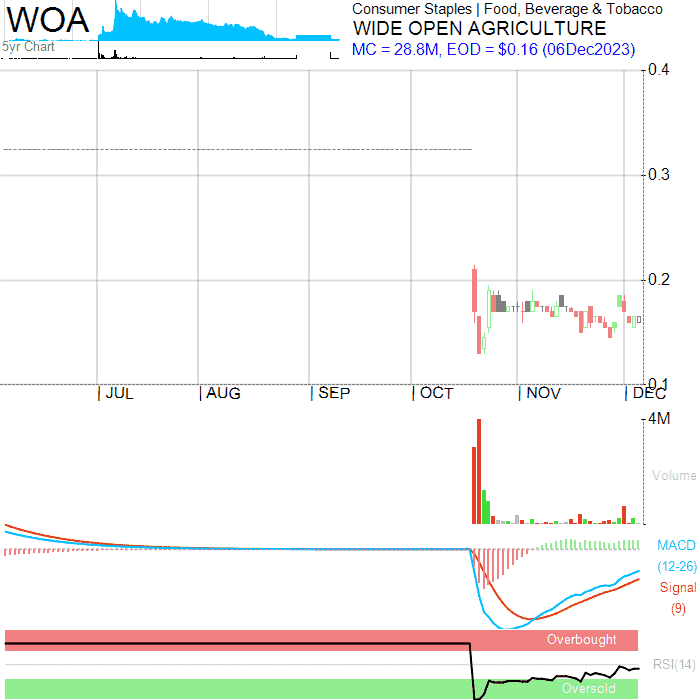 WOA
Consumer Staples | Food, Beverage & Tobacco
WIDE OPEN AGRICULTURE
MC = 28.8M, EOD = $0.16 (06Dec2023)
5yr Chart
0.4
0.3
0.2
0.1
| JUL | AUG | SEP | OCT | NOV | DEC
4M
Volume
MACD
(12-26)
Signal
(9)
Overbought
RSI(14)
Oversold